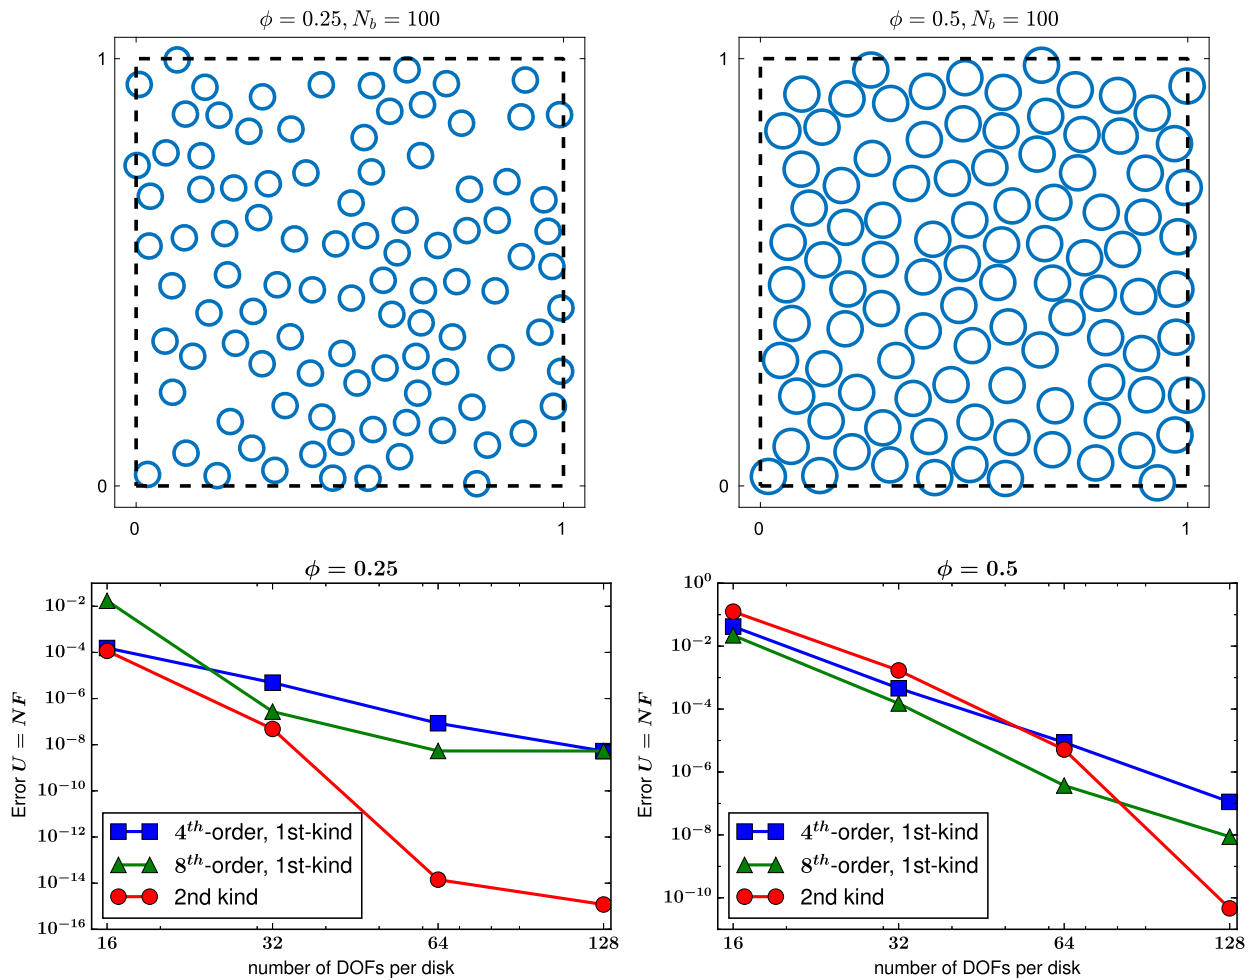 ϕ = 0.25, N_b = 100
1
0
0
1
ϕ = 0.5, N_b = 100
1
0
0
1
ϕ = 0.25
10^−2
10^−4
10^−6
10^−8
10^−10
10^−12
10^−14
10^−16
Error U = NF
4^th-order, 1st-kind
8^th-order, 1st-kind
2nd kind
16
32
64
128
number of DOFs per disk
ϕ = 0.5
10^0
10^−2
10^−4
10^−6
10^−8
10^−10
Error U = NF
4^th-order, 1st-kind
8^th-order, 1st-kind
2nd kind
16
32
64
128
number of DOFs per disk